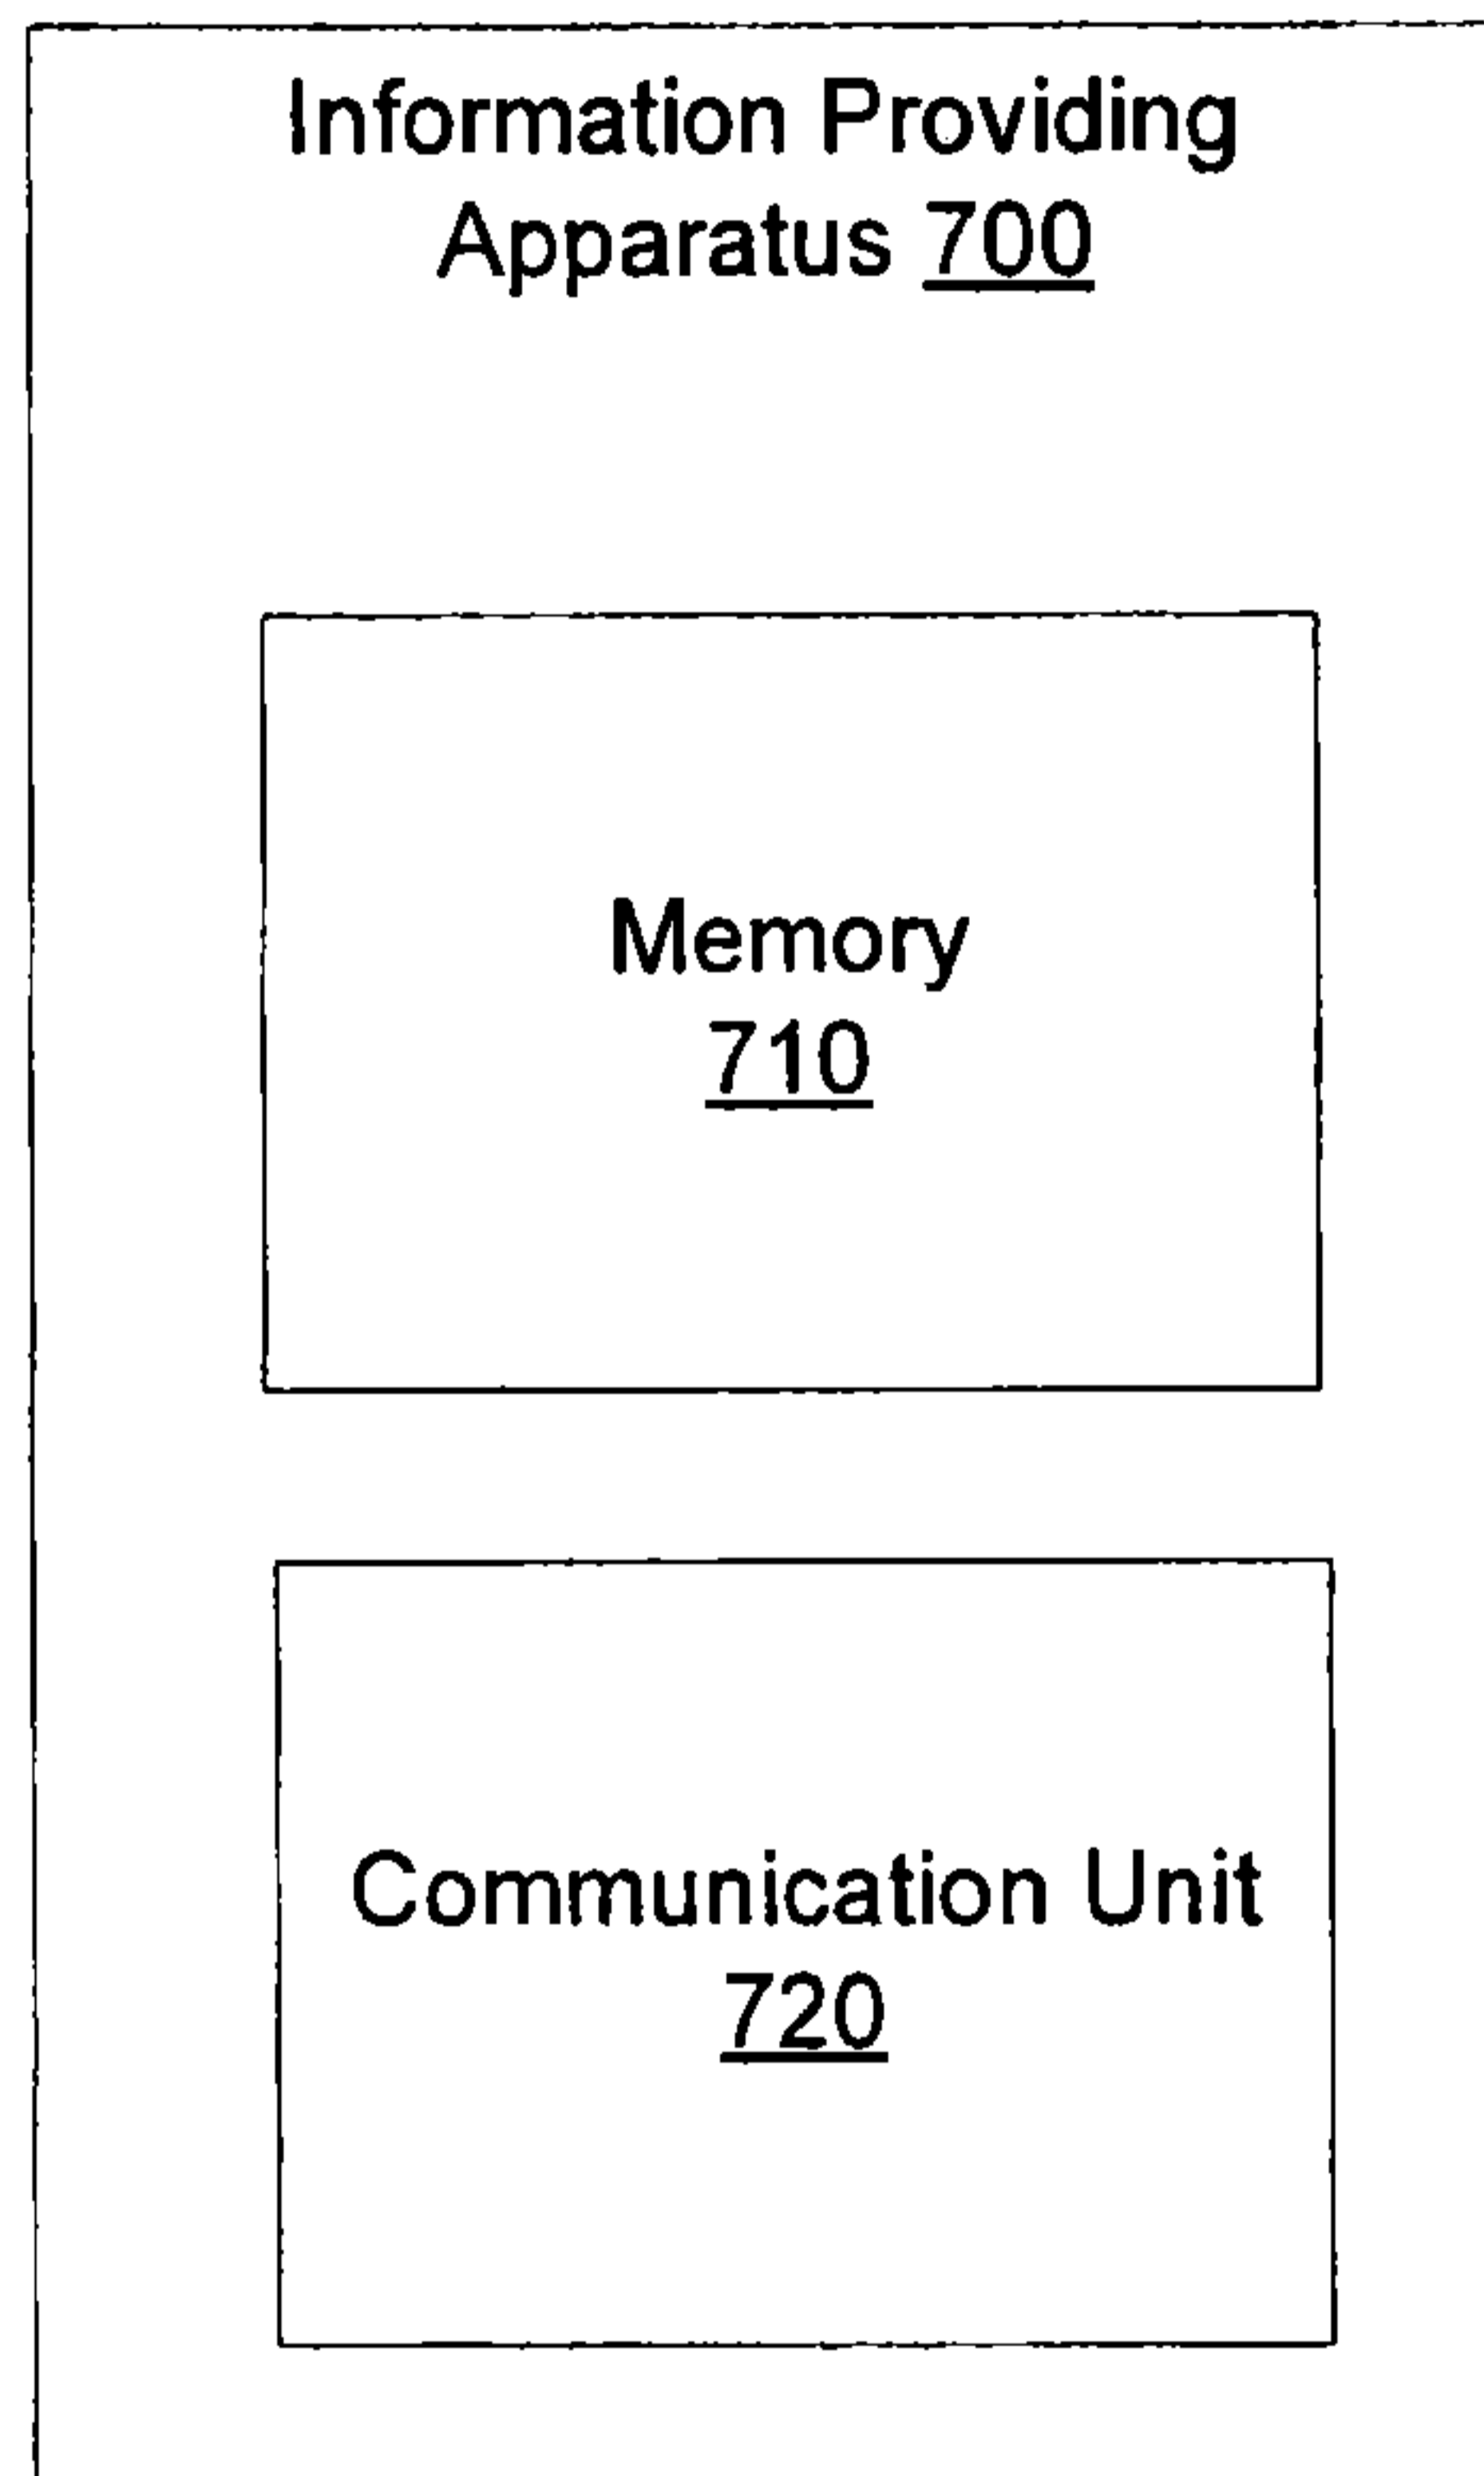 Information Providing
Apparatus 700
Memory
710
Communication Unit
720